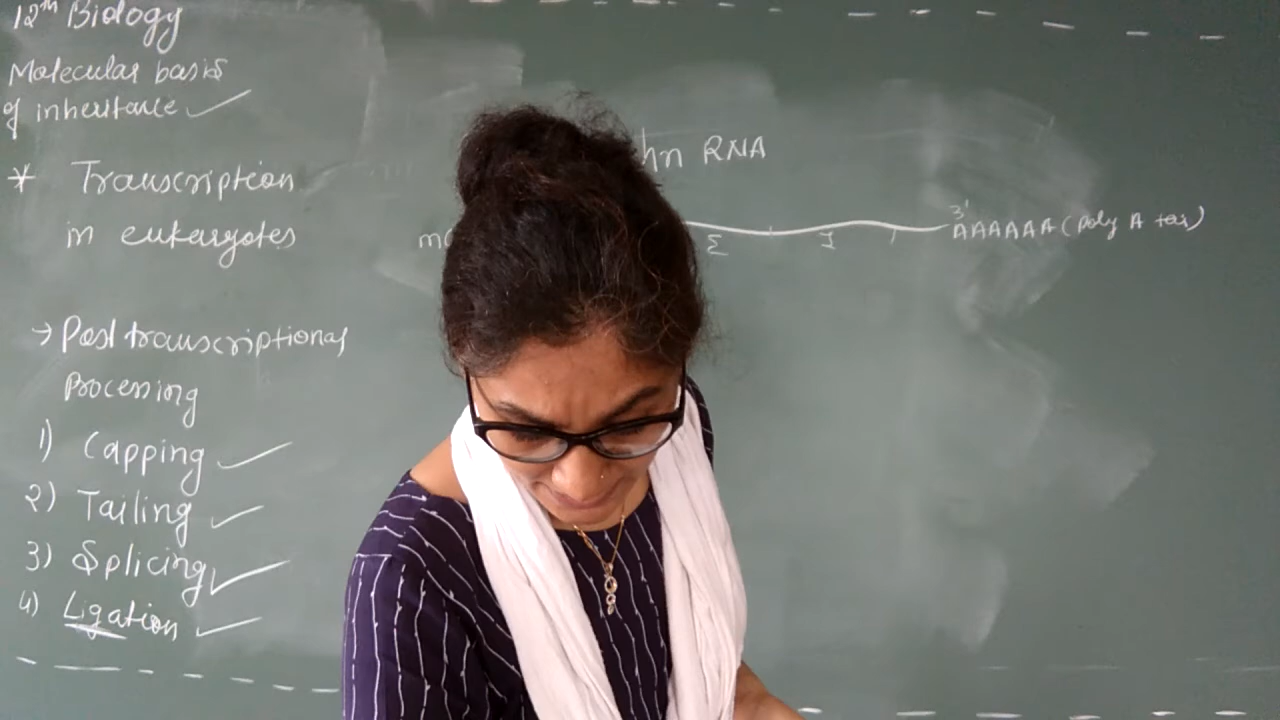 12th Biology
Molecular basis
of inheritance
* Transcription
in eukaryotes
→ Post transcriptional
Processing
1) Capping
2) Tailing
3) Splicing
4) Ligation
hn RNA
3'
AAAAAA (Poly A tai)
E I